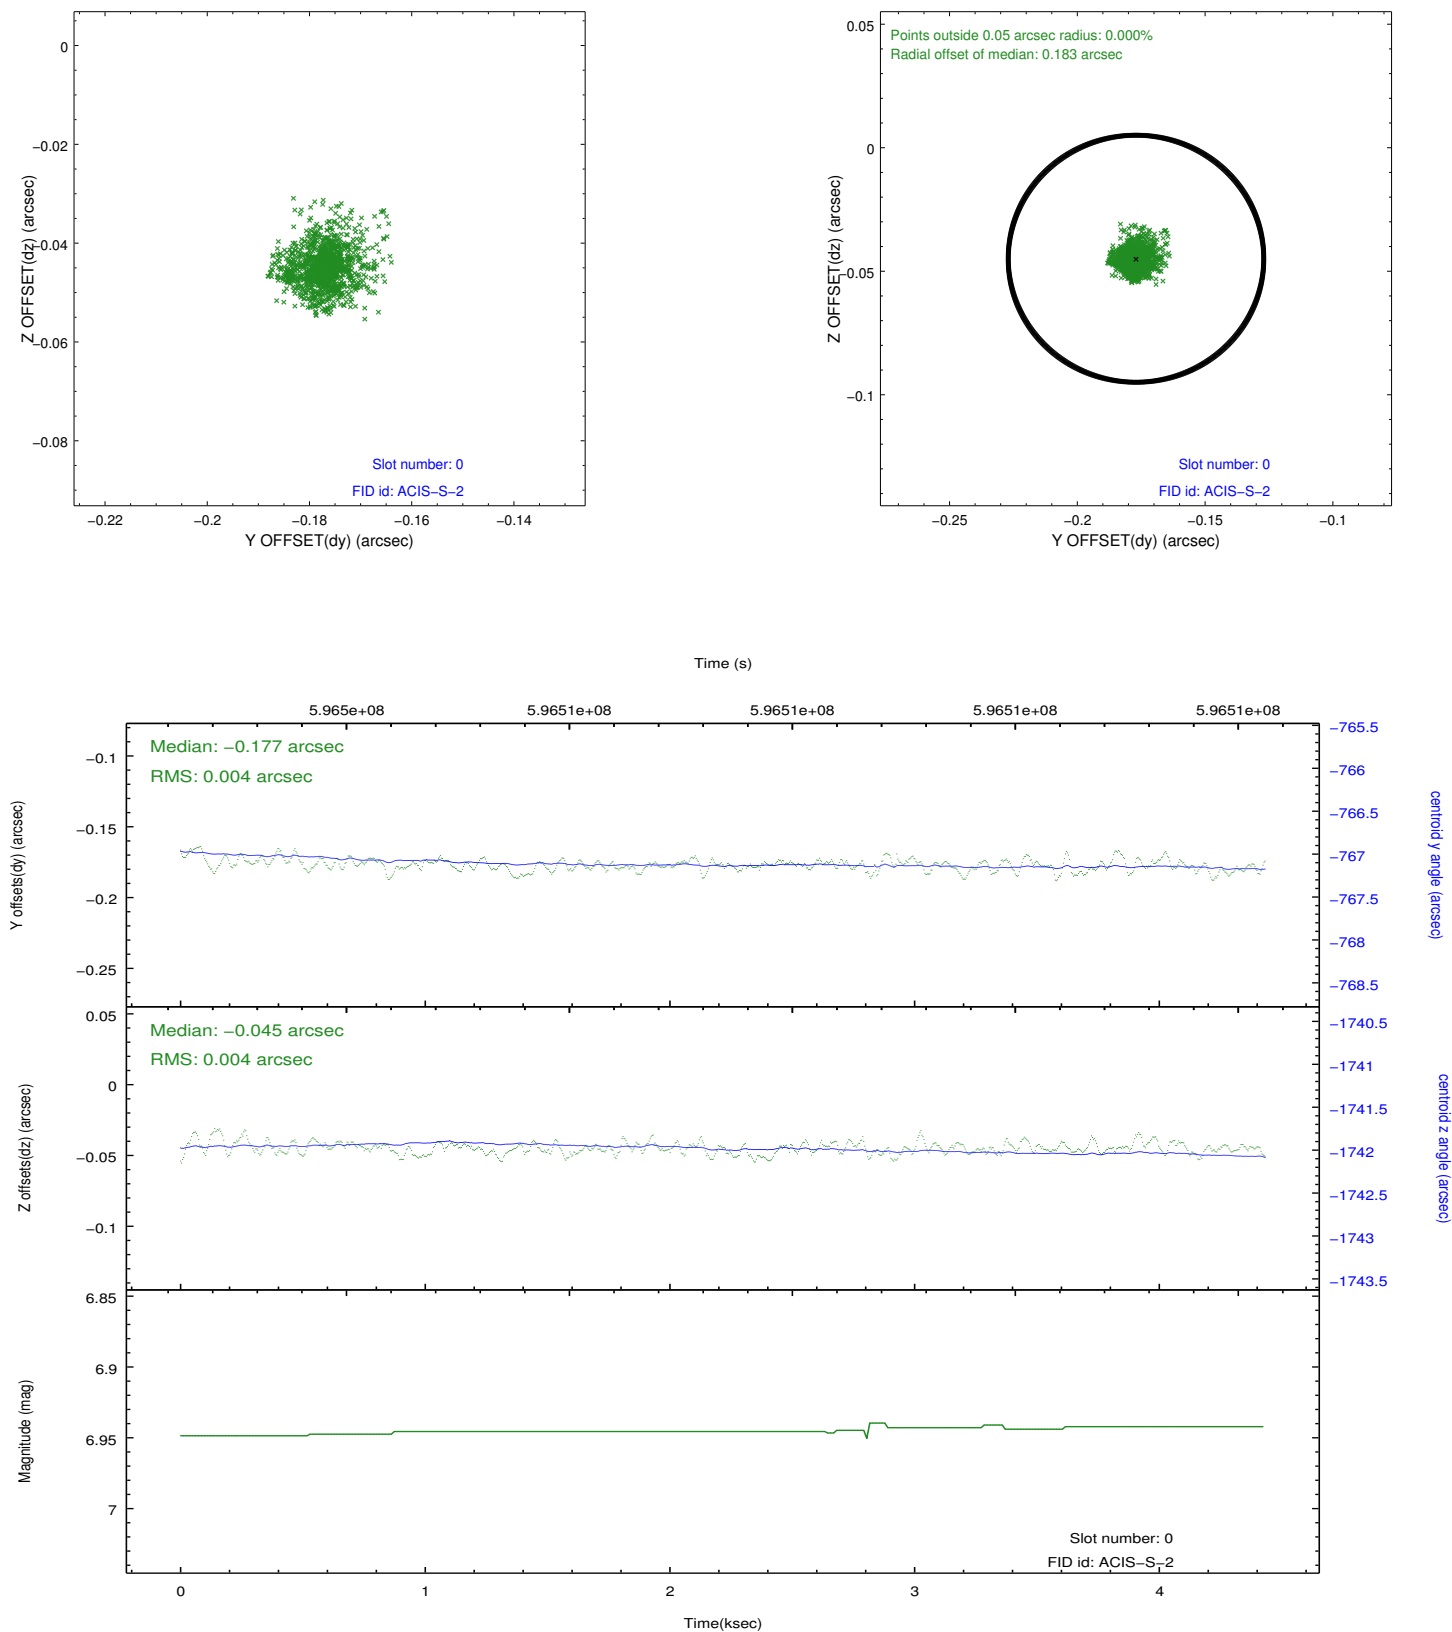 0
−0.02
−0.04
−0.06
−0.08
Z OFFSET(dz) (arcsec)
Slot number: 0
FID id: ACIS−S−2
−0.22
−0.2
−0.18
−0.16
−0.14
Y OFFSET(dy) (arcsec)
Points outside 0.05 arcsec radius: 0.000%
Radial offset of median: 0.183 arcsec
0.05
0
−0.05
−0.1
Z OFFSET(dz) (arcsec)
Slot number: 0
FID id: ACIS−S−2
−0.25
−0.2
−0.15
−0.1
Y OFFSET(dy) (arcsec)
Time (s)
5.965e+08
5.9651e+08
5.9651e+08
5.9651e+08
5.9651e+08
Median: −0.177 arcsec
RMS: 0.004 arcsec
−0.1
−0.15
−0.2
−0.25
Y offsets(dy) (arcsec)
−765.5
−766
−766.5
−767
−767.5
−768
−768.5
centroid y angle (arcsec)
Median: −0.045 arcsec
RMS: 0.004 arcsec
0.05
0
−0.05
−0.1
Z offsets(dz) (arcsec)
−1740.5
−1741
−1741.5
−1742
−1742.5
−1743
−1743.5
centroid z angle (arcsec)
6.85
6.9
6.95
7
Magnitude (mag)
Slot number: 0
FID id: ACIS−S−2
0
1
2
3
4
Time(ksec)